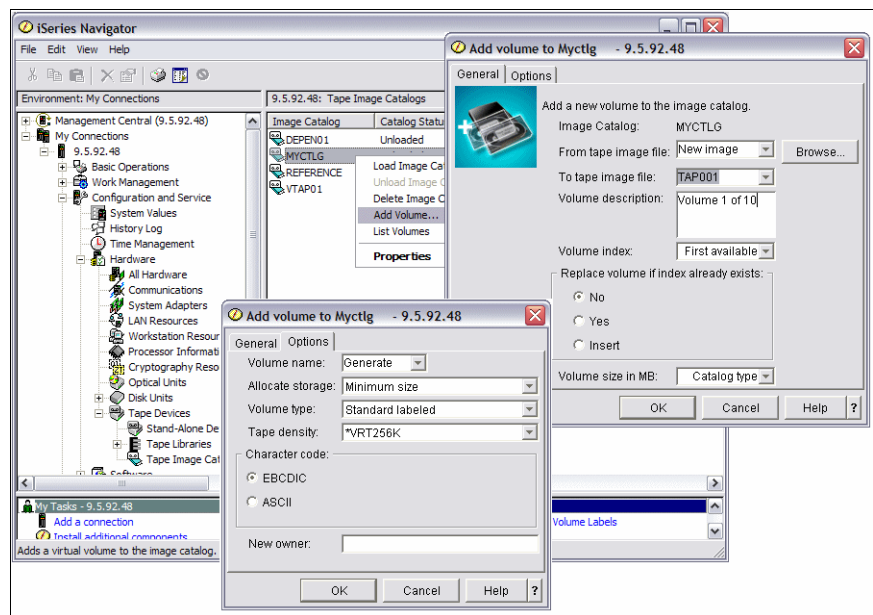 iSeries Navigator
File Edit View Help
Environment: My Connections
9.5.92.48: Tape Image Catalogs
Management Central (9.5.92.48)
My Connections
9.5.92.48
Basic Operations
Work Management
Configuration and Service
System Values
History Log
Time Management
Hardware
All Hardware
Communications
System Adapters
LAN Resources
Workstation Resour
Processor Informati
Cryptography Reso
Optical Units
Disk Units
Tape Devices
Stand-Alone De
Tape Libraries
Tape Image Cat
Software
Image Catalog Catalog Statu
DEPEN01 Unloaded
MYCTLG
REFERENCE
VTAP01
Load Image Ca
Unload Image C
Delete Image C
Add Volume...
List Volumes
Properties
My Tasks - 9.5.92.48
Add a connection
Install additional components
Volume Labels
Adds a virtual volume to the image catalog.
Add volume to Myctlg - 9.5.92.48
General Options
Add a new volume to the image catalog.
Image Catalog: MYCTLG
From tape image file: New image Browse...
To tape image file: TAP001
Volume description: Volume 1 of 10
Volume index: First available
Replace volume if index already exists:
No
Yes
Insert
Volume size in MB: Catalog type
OK Cancel Help ?
Add volume to Myctlg - 9.5.92.48
General Options
Volume name: Generate
Allocate storage: Minimum size
Volume type: Standard labeled
Tape density: *VRT256K
Character code:
EBCDIC
ASCII
New owner:
OK Cancel Help ?